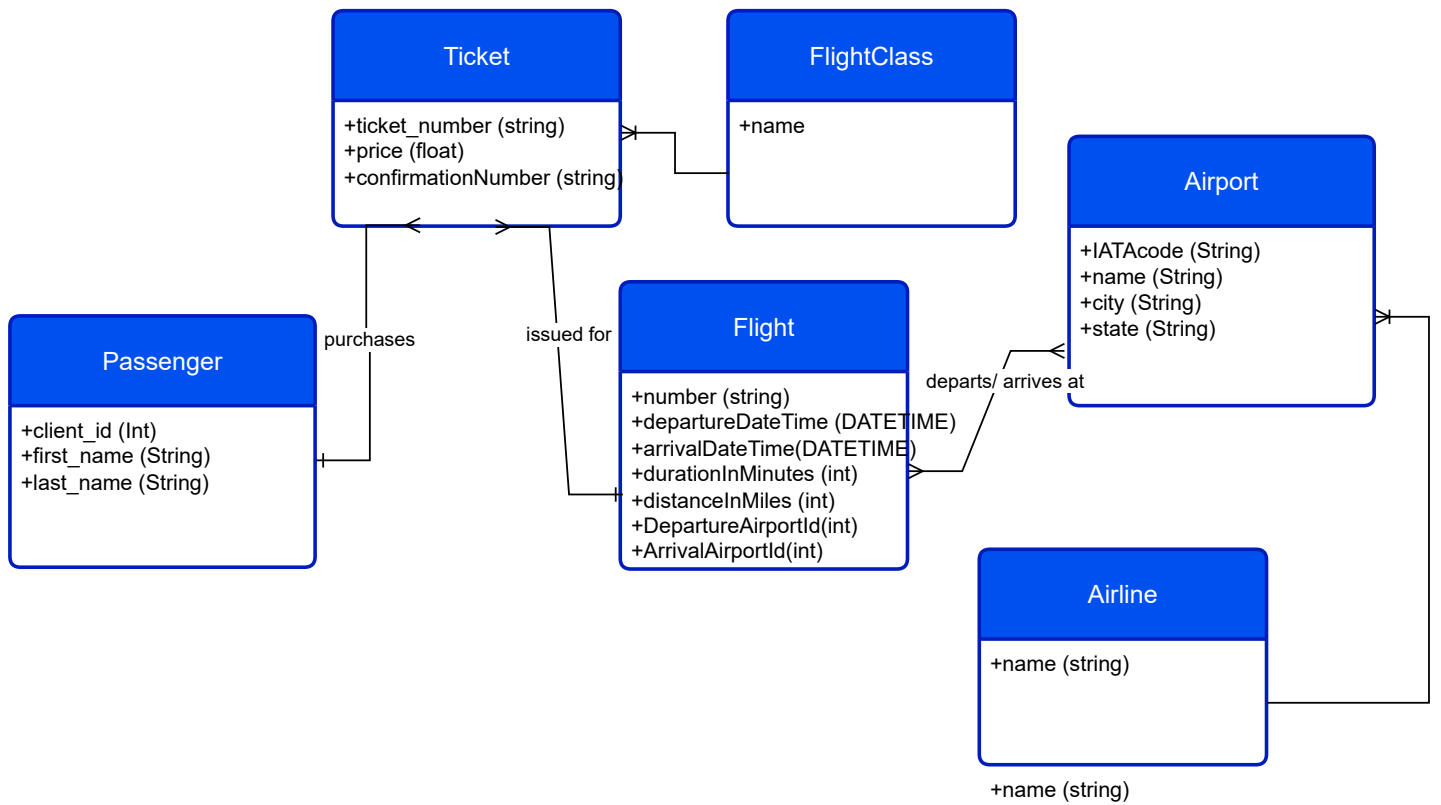 Ticket
+ticket_number (string)
+price (float)
+confirmationNumber (string)
FlightClass
+name
Airport
+IATAcode (String)
+name (String)
+city (String)
+state (String)
Passenger
+client_id (Int)
+first_name (String)
+last_name (String)
purchases
issued for
Flight
+number (string)
+departureDateTime (DATETIME)
+arrivalDateTime(DATETIME)
+durationInMinutes (int)
+distanceInMiles (int)
+DepartureAirportId(int)
+ArrivalAirportId(int)
departs/ arrives at
Airline
+name (string)
+name (string)